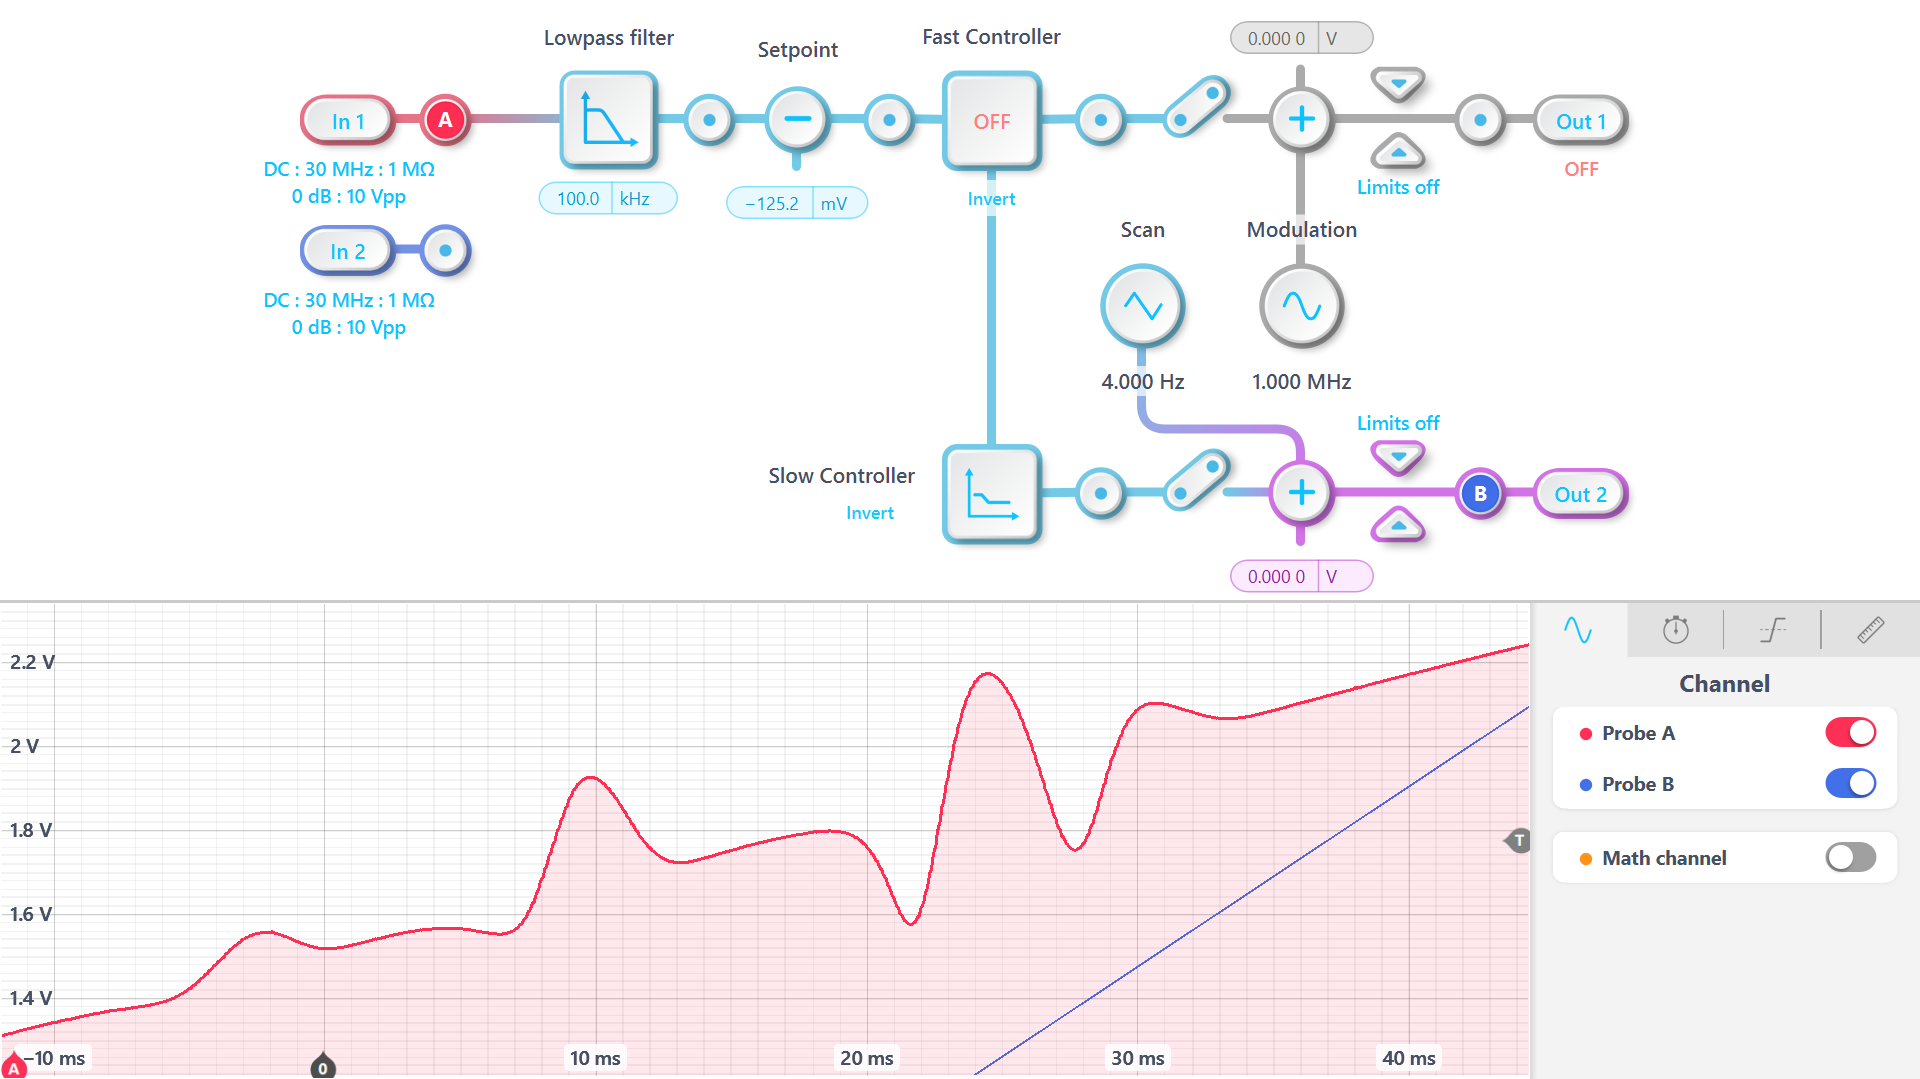 Lowpass filter
Setpoint
Fast Controller
0.000 0 V
In 1
A
OFF
Out 1
DC : 30 MHz : 1 MΩ
0 dB : 10 Vpp
100.0 kHz
−125.2 mV
Invert
Limits off
OFF
In 2
Scan
Modulation
DC : 30 MHz : 1 MΩ
0 dB : 10 Vpp
4.000 Hz
1.000 MHz
Limits off
Slow Controller
Invert
B
Out 2
0.000 0 V
2.2 V
2 V
1.8 V
1.6 V
1.4 V
−10 ms
10 ms
20 ms
30 ms
40 ms
A
0
T
Channel
Probe A
Probe B
Math channel